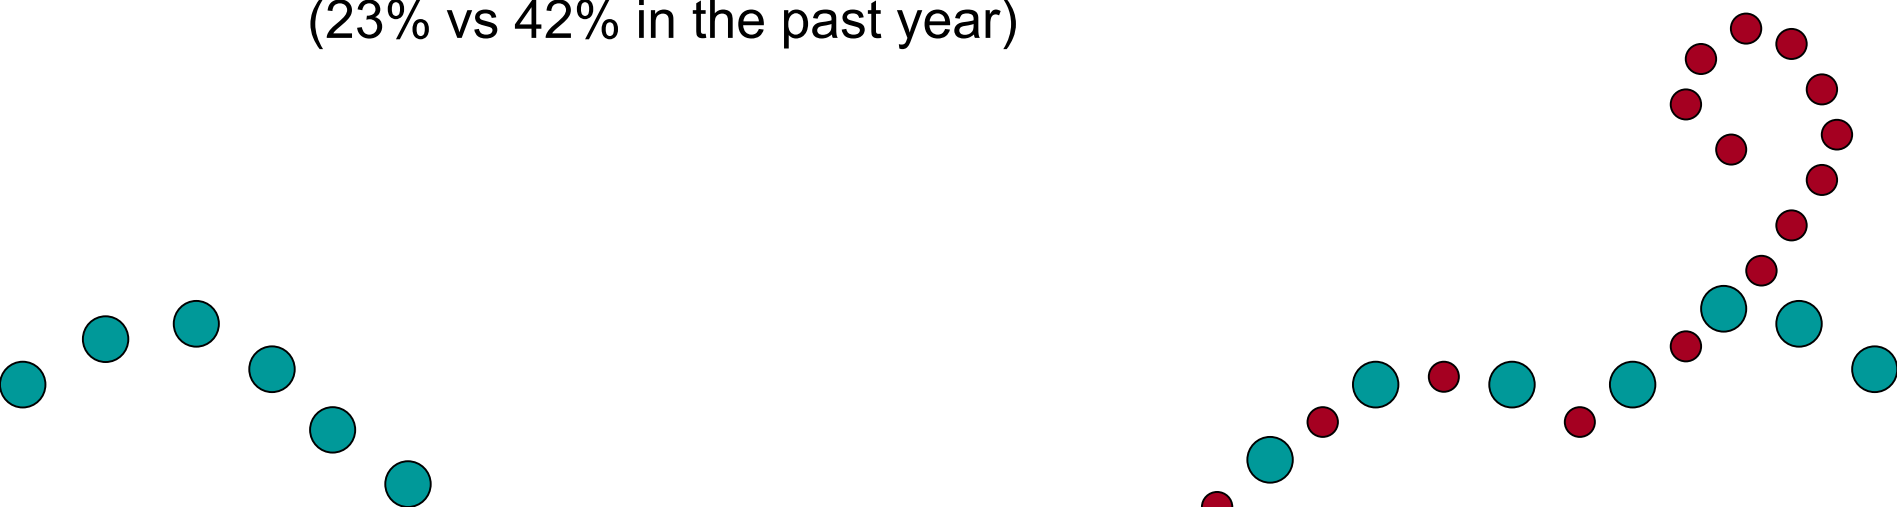 (23% vs 42% in the past year)